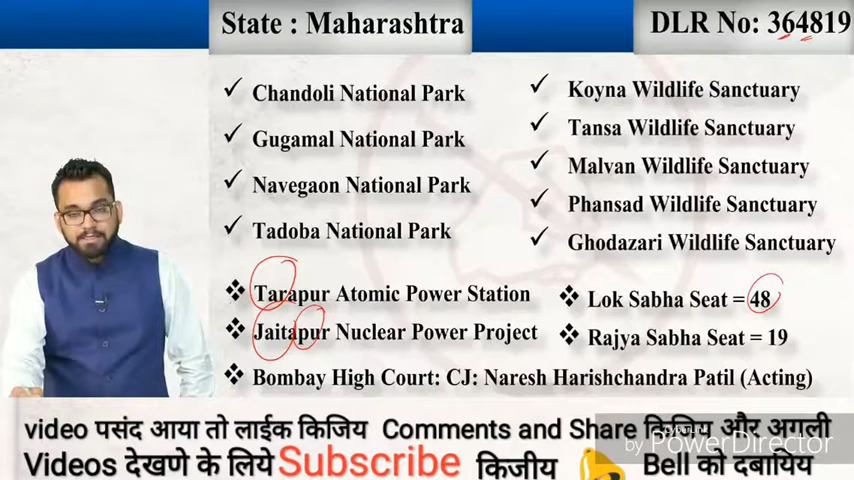 State : Maharashtra
DLR No: 364819
Chandoli National Park
Gugamal National Park
Navegaon National Park
Tadoba National Park
Koyna Wildlife Sanctuary
Tansa Wildlife Sanctuary
Malvan Wildlife Sanctuary
Phansad Wildlife Sanctuary
Ghodazari Wildlife Sanctuary
Tarapur Atomic Power Station
Jaitapur Nuclear Power Project
Lok Sabha Seat = 48
Rajya Sabha Seat = 19
Bombay High Court: CJ: Naresh Harishchandra Patil (Acting)
video पसंद आया तो लाईक किजिय Comments and Share और अगली
Videos देखणे के लिये Subscribe किजीय Bell को दबायिय
by PowerDirector